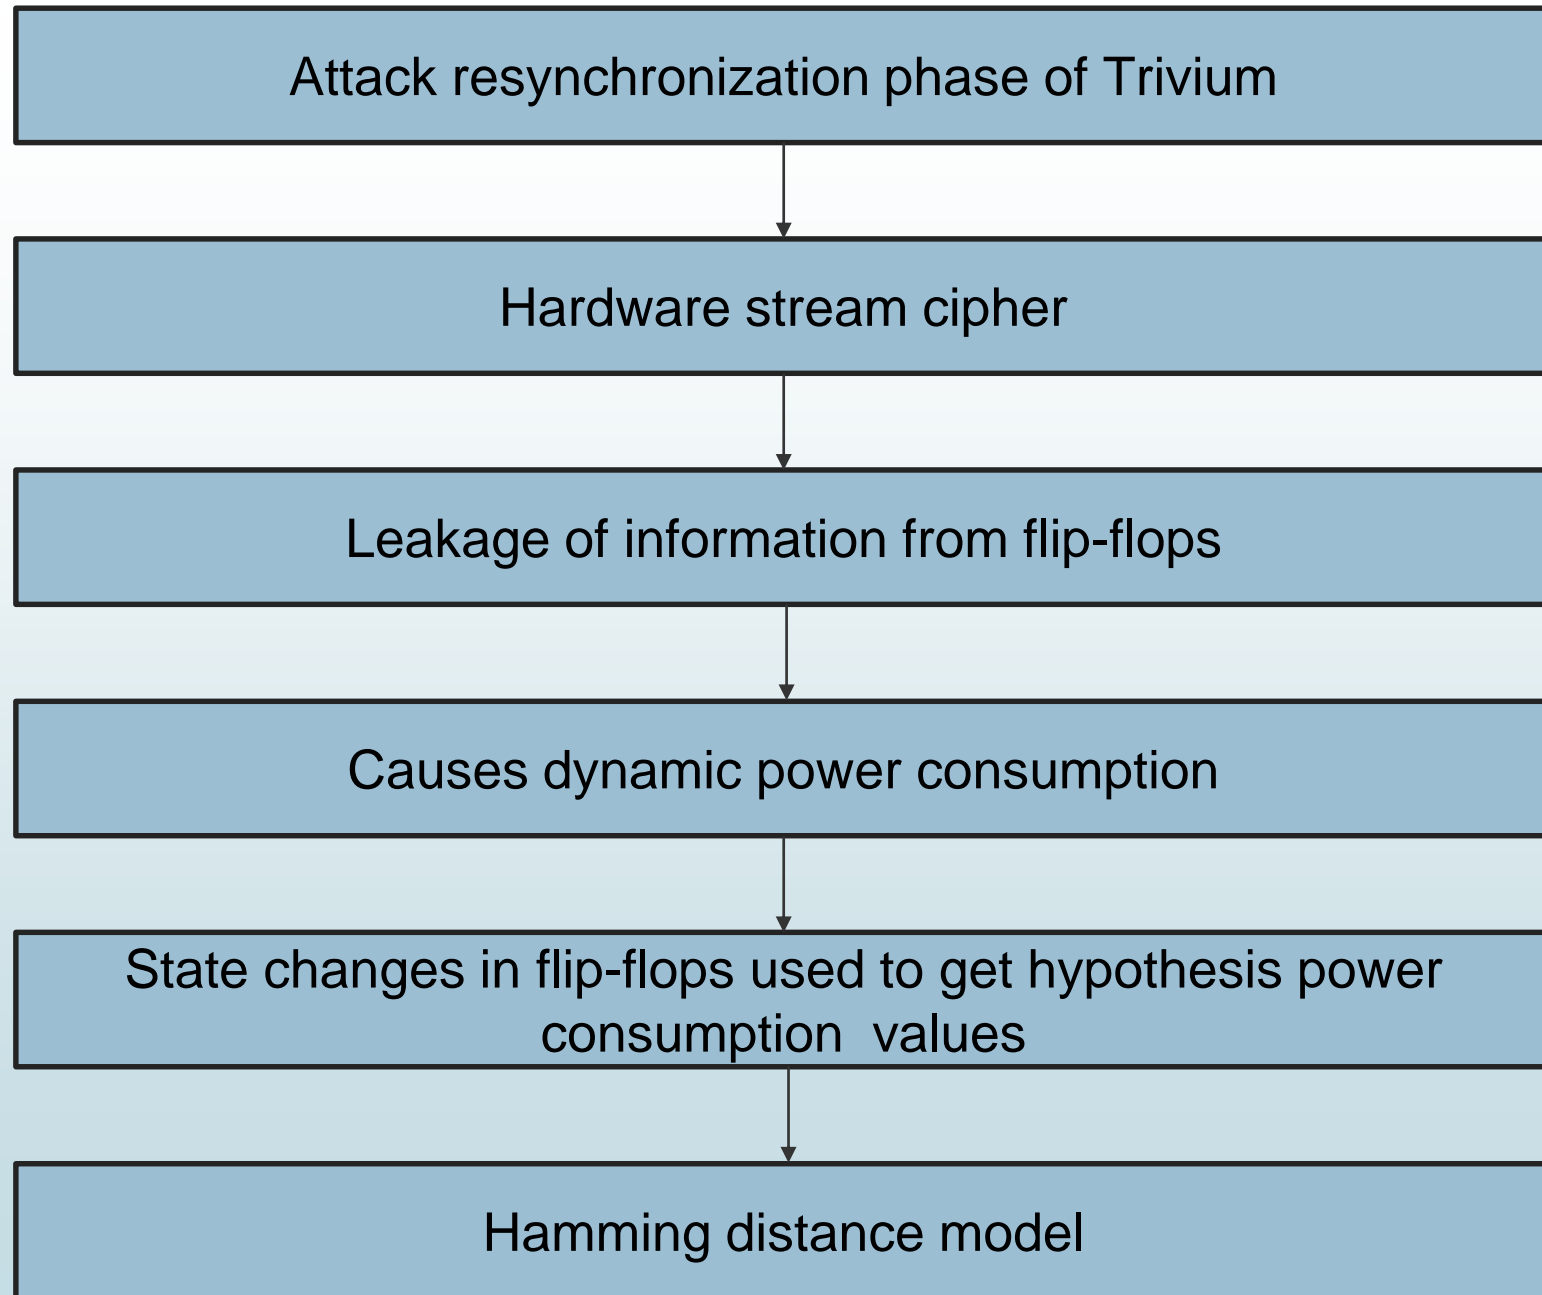 Attack resynchronization phase of Trivium
Hardware stream cipher
Leakage of information from flip-flops
Causes dynamic power consumption
State changes in flip-flops used to get hypothesis power
consumption  values
Hamming distance model